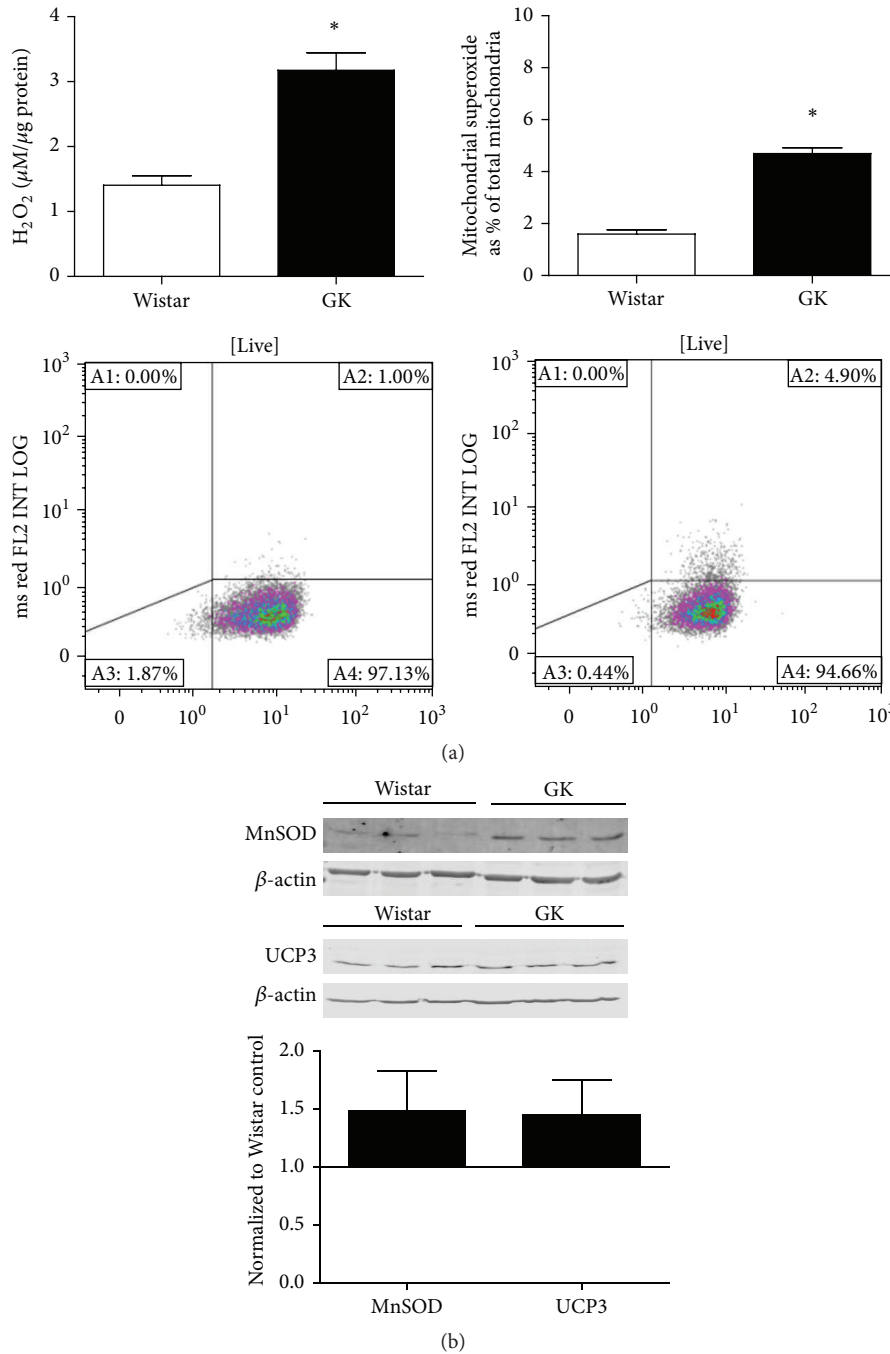 H₂O₂ (μM/μg protein)
4
3
2
1
0
*
Wistar
GK
Mitochondrial superoxide
as % of total mitochondria
10
8
6
4
2
0
*
Wistar
GK
[Live]
ms red FL2 INT LOG
10³
10²
10¹
10⁰
0
A1: 0.00%
A2: 1.00%
A3: 1.87%
A4: 97.13%
0
10⁰
10¹
10²
10³
[Live]
ms red FL2 INT LOG
10³
10²
10¹
10⁰
0
A1: 0.00%
A2: 4.90%
A3: 0.44%
A4: 94.66%
0
10⁰
10¹
10²
10³
(a)
Wistar
GK
MnSOD
β-actin
Wistar
GK
UCP3
β-actin
Normalized to Wistar control
2.0
1.5
1.0
0.5
0.0
MnSOD
UCP3
(b)